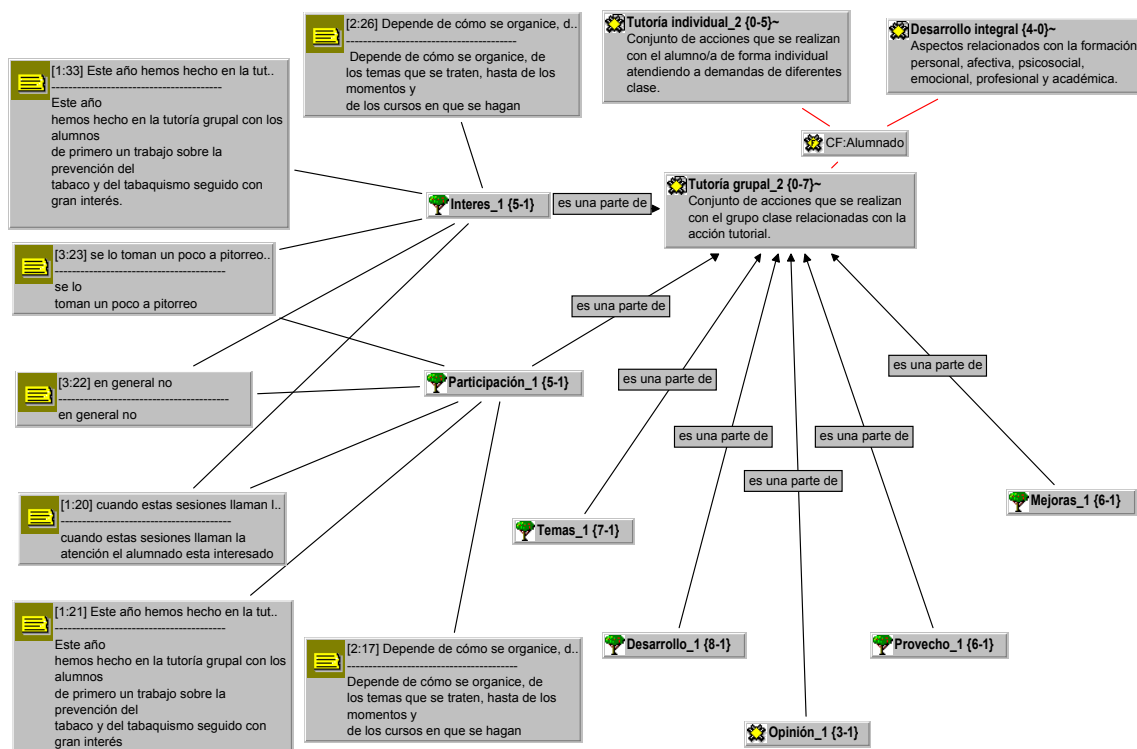 [2:26] Depende de cómo se organice, d..
----------------------------------------
Depende de cómo se organice, de
los temas que se traten, hasta de los
momentos y
de los cursos en que se hagan
Tutoría individual_2 {0-5}~
Conjunto de acciones que se realizan
con el alumno/a de forma individual
atendiendo a demandas de diferentes
clase.
Desarrollo integral {4-0}~
Aspectos relacionados con la formación
personal, afectiva, psicosocial,
emocional, profesional y académica.
[1:33] Este año hemos hecho en la tut..
----------------------------------------
Este año
hemos hecho en la tutoría grupal con los
alumnos
de primero un trabajo sobre la
prevención del
tabaco y del tabaquismo seguido con
gran interés.
CF:Alumnado
Interes_1 {5-1}
es una parte de
Tutoría grupal_2 {0-7}~
Conjunto de acciones que se realizan
con el grupo clase relacionadas con la
acción tutorial.
[3:23] se lo toman un poco a pitorreo..
----------------------------------------
se lo
toman un poco a pitorreo
es una parte de
[3:22] en general no
----------------------------------------
en general no
Participación_1 {5-1}
es una parte de
es una parte de
es una parte de
es una parte de
es una parte de
[1:20] cuando estas sesiones llaman l..
----------------------------------------
cuando estas sesiones llaman la
atención el alumnado esta interesado
Temas_1 {7-1}
Mejoras_1 {6-1}
[1:21] Este año hemos hecho en la tut..
----------------------------------------
Este año
hemos hecho en la tutoría grupal con los
alumnos
de primero un trabajo sobre la
prevención del
tabaco y del tabaquismo seguido con
gran interés
[2:17] Depende de cómo se organice, d..
----------------------------------------
Depende de cómo se organice, de
los temas que se traten, hasta de los
momentos y
de los cursos en que se hagan
Desarrollo_1 {8-1}
Provecho_1 {6-1}
Opinión_1 {3-1}